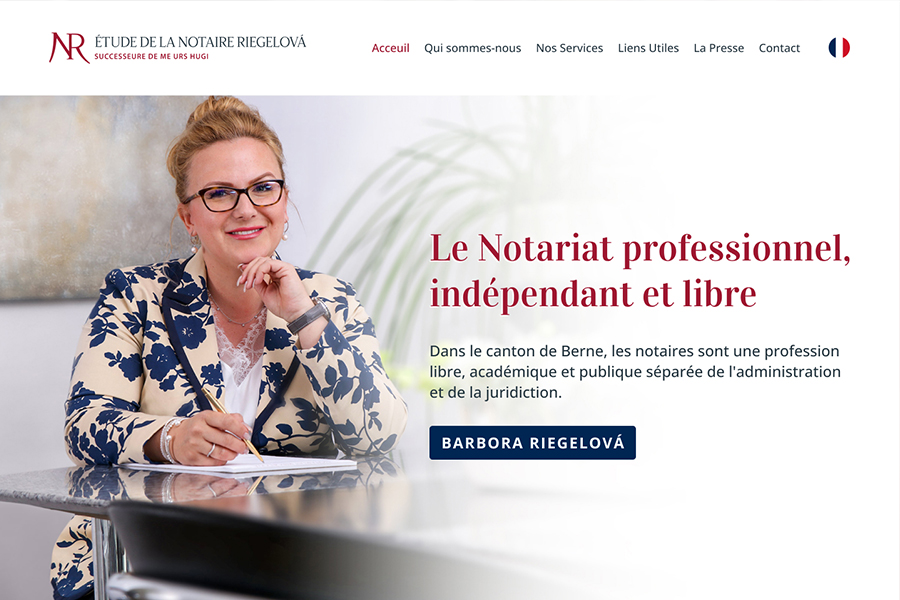 NR ÉTUDE DE LA NOTAIRE RIEGELOVÁ
SUCCESSEURE DE ME URS HUGI
Acceuil Qui sommes-nous Nos Services Liens Utiles La Presse Contact
Le Notariat professionnel,
indépendant et libre
Dans le canton de Berne, les notaires sont une profession
libre, académique et publique séparée de l'administration
et de la juridiction.
BARBORA RIEGELOVÁ